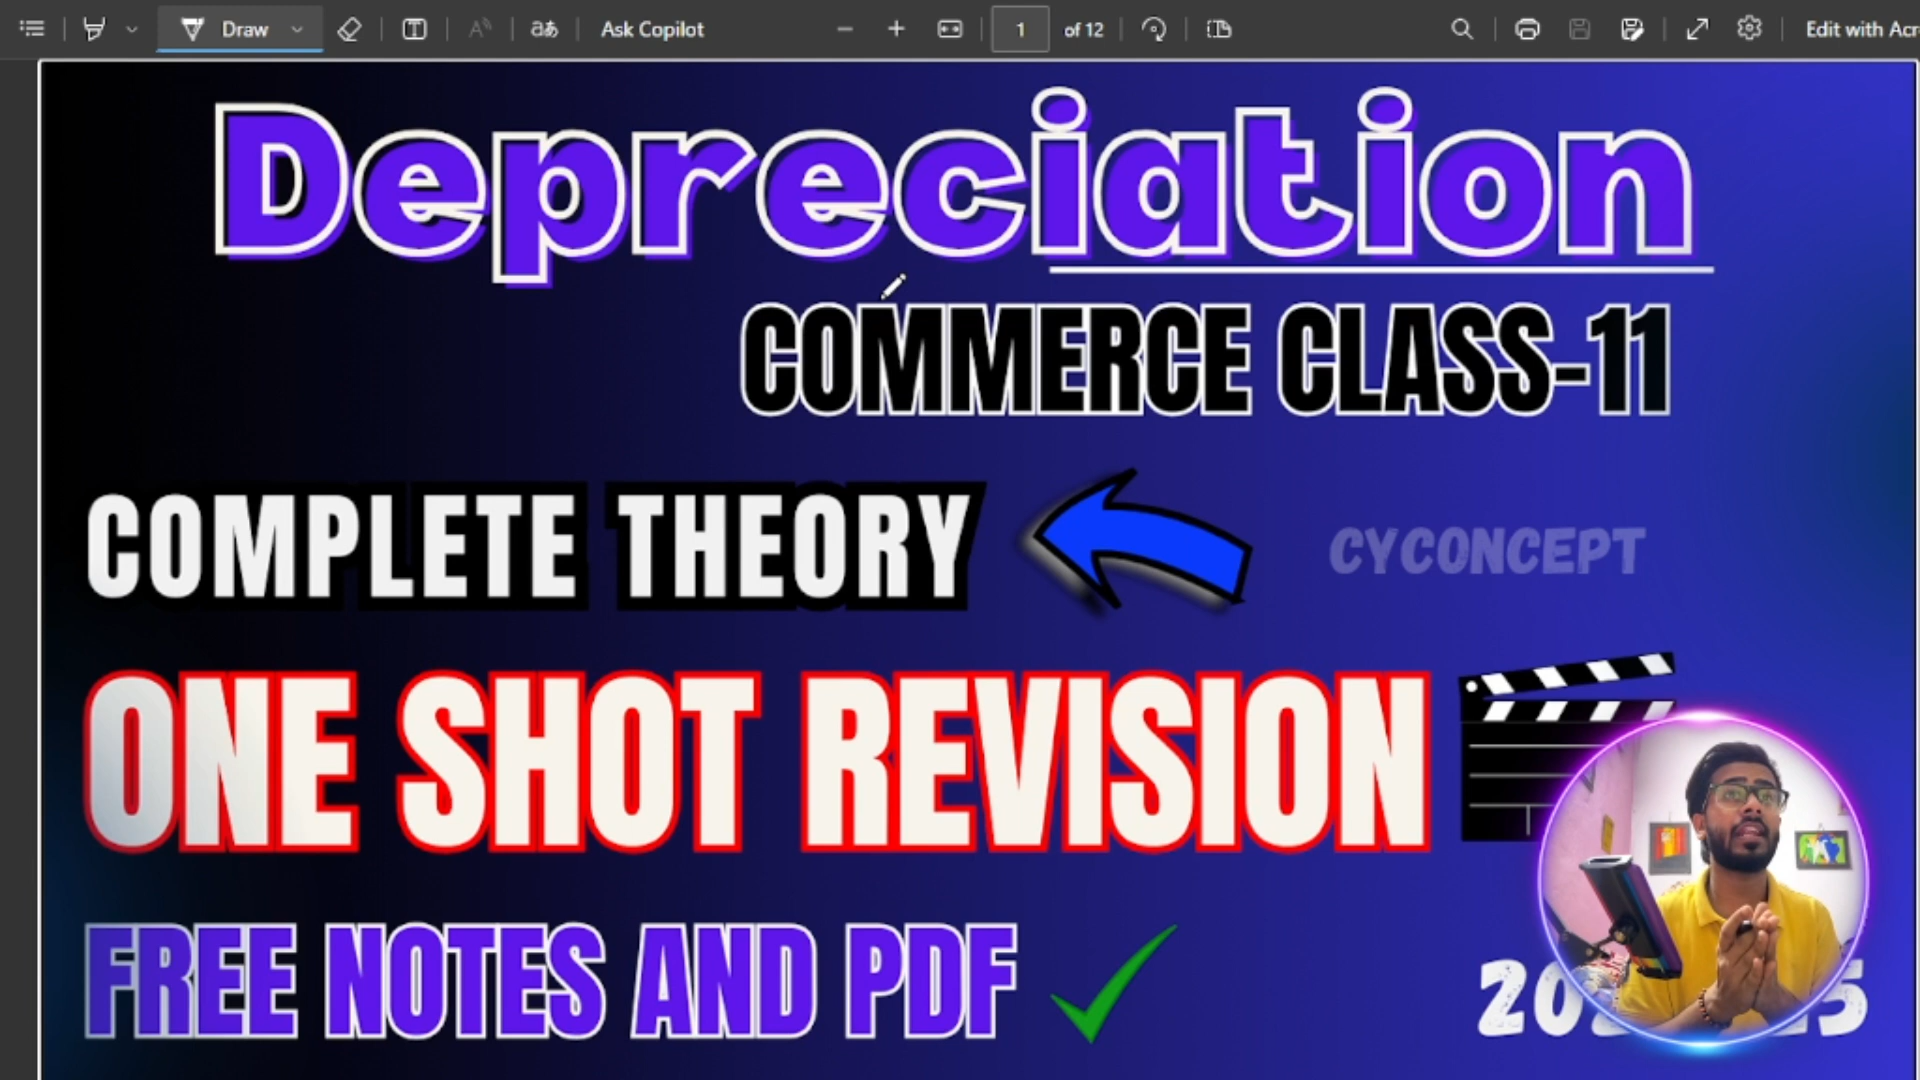 Draw
Ask Copilot
1 of 12
Edit with Acr
Depreciation
COMMERCE CLASS-11
COMPLETE THEORY
CYCONCEPT
ONE SHOT REVISION
FREE NOTES AND PDF